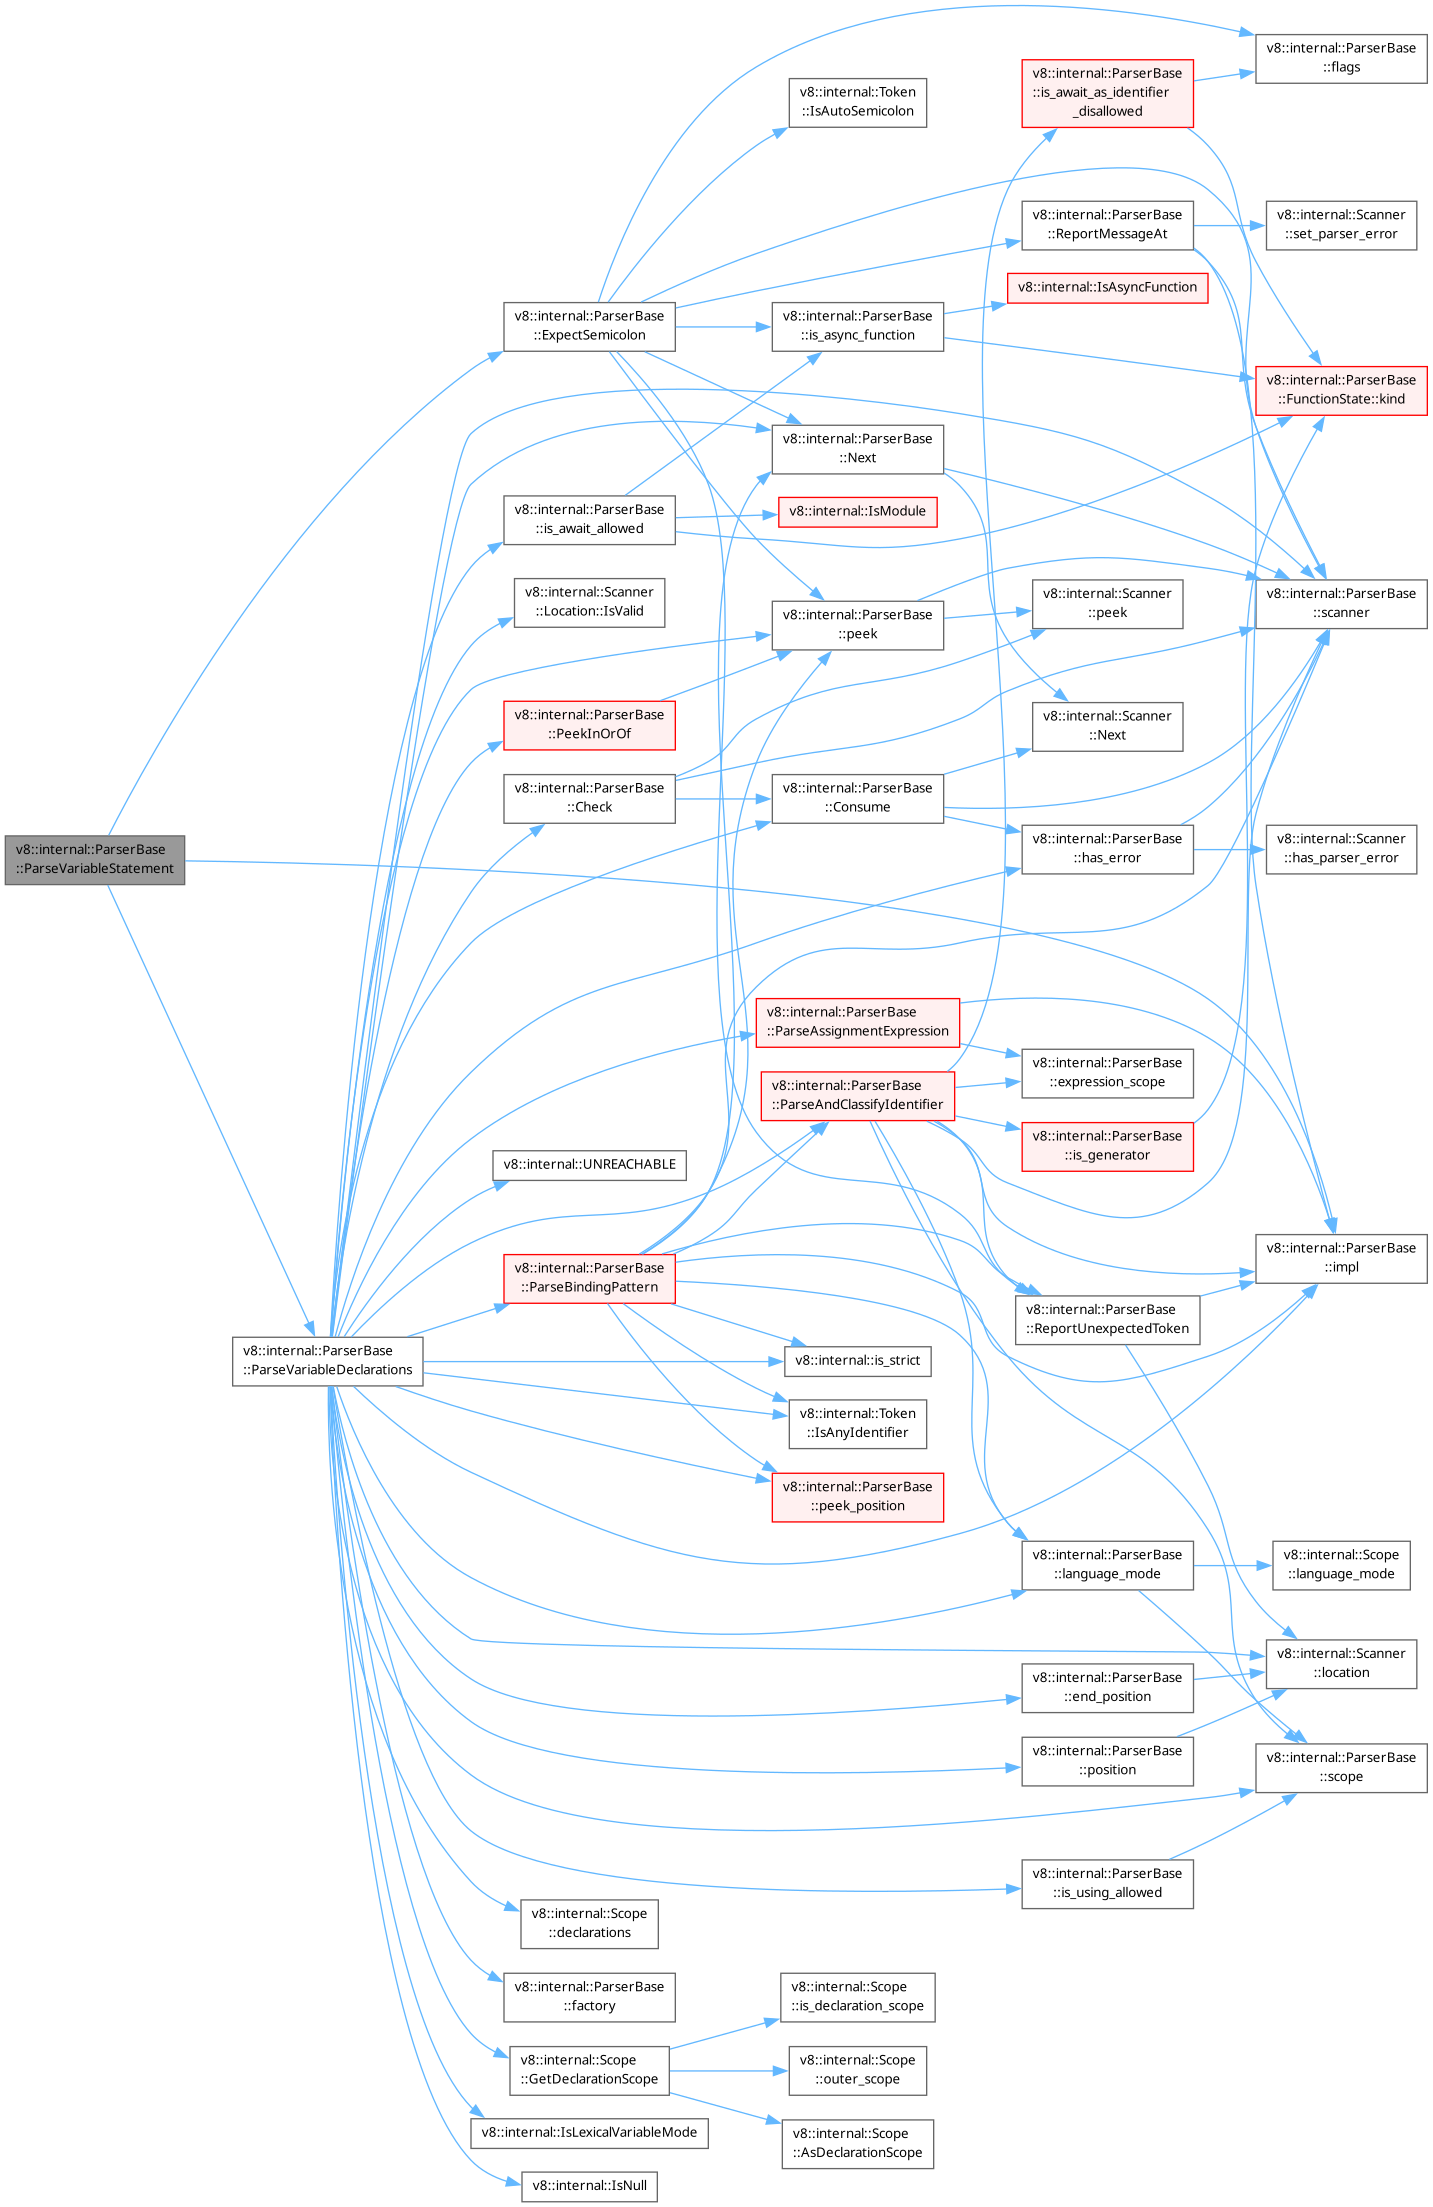 v8::internal::ParserBase
::ParseVariableStatement
v8::internal::ParserBase
::ExpectSemicolon
v8::internal::ParserBase
::is_await_allowed
v8::internal::Scanner
::Location::IsValid
v8::internal::ParserBase
::PeekInOrOf
v8::internal::ParserBase
::Check
v8::internal::UNREACHABLE
v8::internal::ParserBase
::ParseBindingPattern
v8::internal::ParserBase
::ParseVariableDeclarations
v8::internal::Scope
::declarations
v8::internal::ParserBase
::factory
v8::internal::Scope
::GetDeclarationScope
v8::internal::IsLexicalVariableMode
v8::internal::IsNull
v8::internal::Token
::IsAutoSemicolon
v8::internal::ParserBase
::is_async_function
v8::internal::ParserBase
::Next
v8::internal::IsModule
v8::internal::ParserBase
::peek
v8::internal::ParserBase
::Consume
v8::internal::ParserBase
::ParseAssignmentExpression
v8::internal::ParserBase
::ParseAndClassifyIdentifier
v8::internal::is_strict
v8::internal::Token
::IsAnyIdentifier
v8::internal::ParserBase
::peek_position
v8::internal::Scope
::is_declaration_scope
v8::internal::Scope
::outer_scope
v8::internal::Scope
::AsDeclarationScope
v8::internal::ParserBase
::is_await_as_identifier
_disallowed
v8::internal::ParserBase
::ReportMessageAt
v8::internal::IsAsyncFunction
v8::internal::Scanner
::peek
v8::internal::Scanner
::Next
v8::internal::ParserBase
::has_error
v8::internal::ParserBase
::expression_scope
v8::internal::ParserBase
::is_generator
v8::internal::ParserBase
::ReportUnexpectedToken
v8::internal::ParserBase
::language_mode
v8::internal::ParserBase
::end_position
v8::internal::ParserBase
::position
v8::internal::ParserBase
::is_using_allowed
v8::internal::ParserBase
::flags
v8::internal::Scanner
::set_parser_error
v8::internal::ParserBase
::FunctionState::kind
v8::internal::ParserBase
::scanner
v8::internal::Scanner
::has_parser_error
v8::internal::ParserBase
::impl
v8::internal::Scope
::language_mode
v8::internal::Scanner
::location
v8::internal::ParserBase
::scope